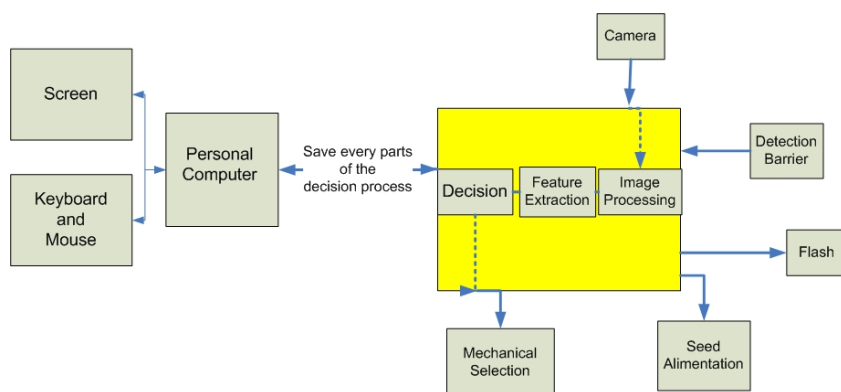 Camera
Screen
Personal
Computer
Keyboard
and
Mouse
Save every parts
of the
decision process
Detection
Barrier
Decision
Feature
Extraction
Image
Processing
Flash
Mechanical
Selection
Seed
Alimentation